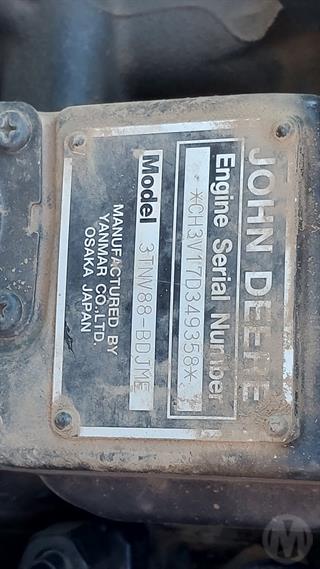 JOHN DEERE
Engine Serial Number
*CH3V17D349358*
Model 3TNV88-BDJME
MANUFACTURED BY
YANMAR CO.,LTD.
OSAKA JAPAN
M